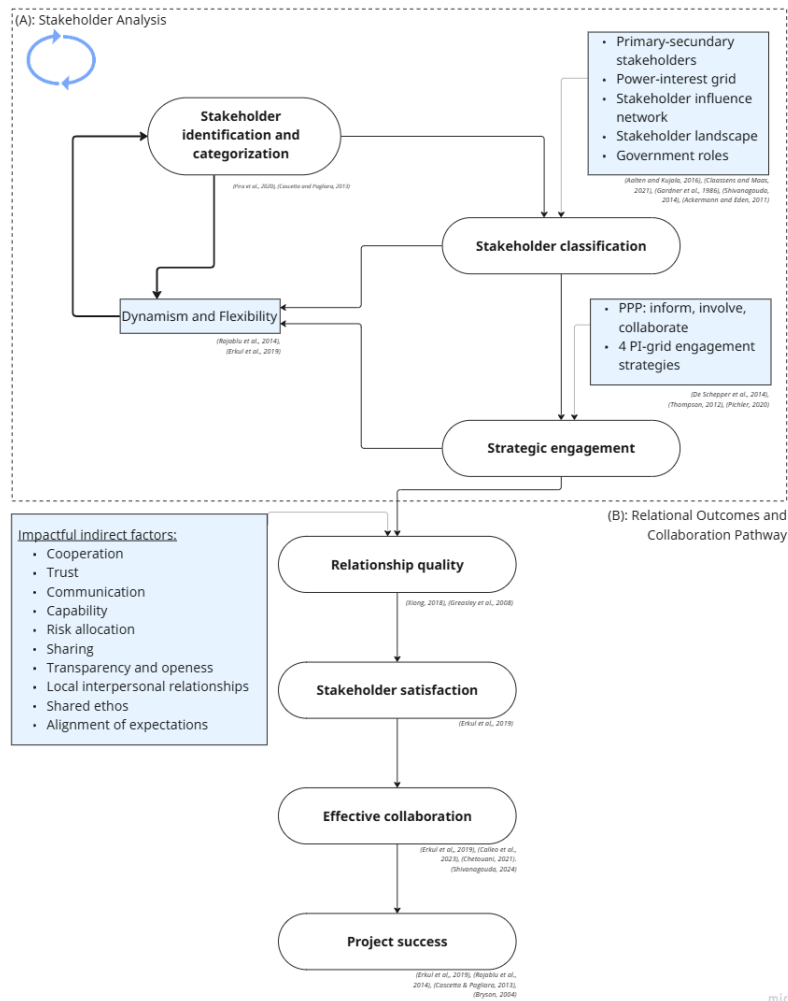 (A): Stakeholder Analysis
Stakeholder
identification and
categorization
(Pira et al., 2020), (Cascetta and Pagliara, 2013)
• Primary-secundary
stakeholders
• Power-interest grid
• Stakeholder influence
network
• Stakeholder landscape
• Government roles
(Aalten and Kujala, 2016), (Claassens and Maas,
2021), (Gardner et al., 1986), (Shivanagouda,
2014), (Ackermann and Eden, 2011)
Stakeholder classification
Dynamism and Flexibility
(Rajablu et al., 2014),
(Erkul et al., 2019)
• PPP: inform, involve,
collaborate
• 4 PI-grid engagement
strategies
(De Schepper et al., 2014),
(Thompson, 2012), (Pichler, 2020)
Strategic engagement
(B): Relational Outcomes and
Collaboration Pathway
Impactful indirect factors:
• Cooperation
• Trust
• Communication
• Capability
• Risk allocation
• Sharing
• Transparency and openess
• Local interpersonal relationships
• Shared ethos
• Alignment of expectations
Relationship quality
(Xiong, 2018), (Greasley et al., 2008)
Stakeholder satisfaction
(Erkul et al,, 2019)
Effective collaboration
(Erkul et al,, 2019), (Calleo et al.,
2023), (Chetouani, 2021).
(Shivanagouda, 2024)
Project success
(Erkul et al., 2019), (Rajablu et al.,
2014), (Cascetta & Pagliara, 2013),
(Bryson, 2004)